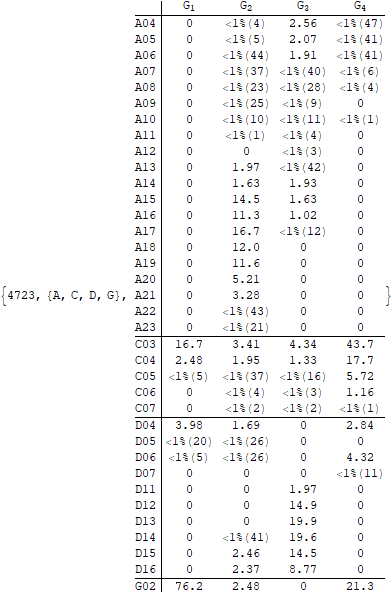 G1 G2 G3 G4
A04 0 <1%(4) 2.56 <1%(47)
A05 0 <1%(5) 2.07 <1%(41)
A06 0 <1%(44) 1.91 <1%(41)
A07 0 <1%(37) <1%(40) <1%(6)
A08 0 <1%(23) <1%(28) <1%(4)
A09 0 <1%(25) <1%(9) 0
A10 0 <1%(10) <1%(11) <1%(1)
A11 0 <1%(1) <1%(4) 0
A12 0 0 <1%(3) 0
A13 0 1.97 <1%(42) 0
A14 0 1.63 1.93 0
A15 0 14.5 1.63 0
A16 0 11.3 1.02 0
A17 0 16.7 <1%(12) 0
A18 0 12.0 0 0
A19 0 11.6 0 0
A20 0 5.21 0 0
{4723, {A, C, D, G}, A21 0 3.28 0 0 }
A22 0 <1%(43) 0 0
A23 0 <1%(21) 0 0
C03 16.7 3.41 4.34 43.7
C04 2.48 1.95 1.33 17.7
C05 <1%(5) <1%(37) <1%(16) 5.72
C06 0 <1%(4) <1%(3) 1.16
C07 0 <1%(2) <1%(2) <1%(1)
D04 3.98 1.69 0 2.84
D05 <1%(20) <1%(26) 0 0
D06 <1%(5) <1%(26) 0 4.32
D07 0 0 0 <1%(11)
D11 0 0 1.97 0
D12 0 0 14.9 0
D13 0 0 19.9 0
D14 0 <1%(41) 19.6 0
D15 0 2.46 14.5 0
D16 0 2.37 8.77 0
G02 76.2 2.48 0 21.3